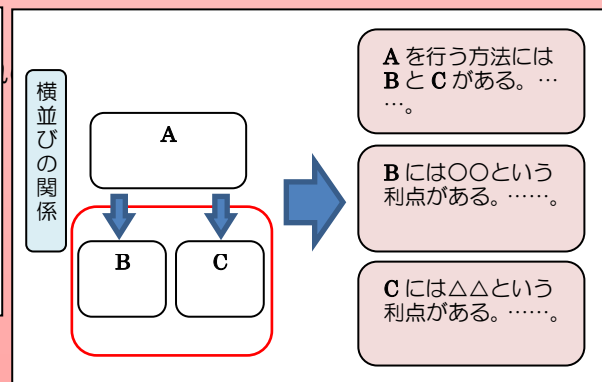 横並びの関係
A
B
C
A を行う方法には
B と C がある。…
…。
B には〇〇という
利点がある。……。
C には△△という
利点がある。……。